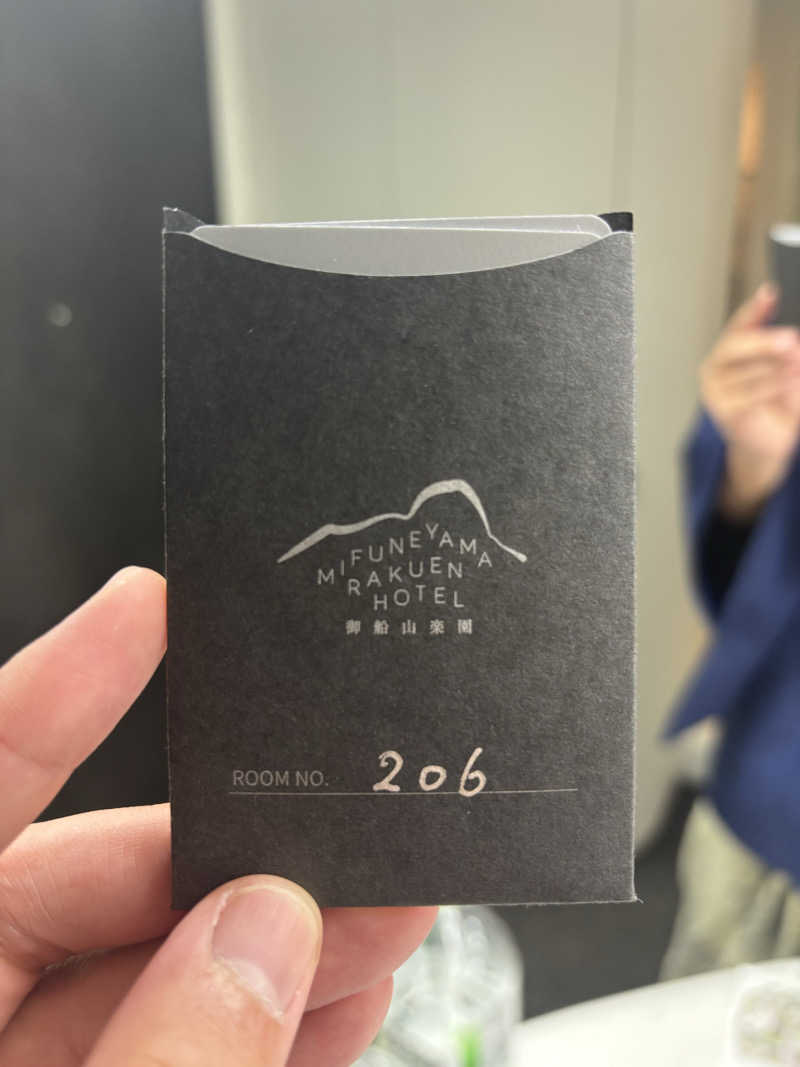 MIFUNEYAMA
RAKUEN
HOTEL
御船山楽園
ROOM NO. 206